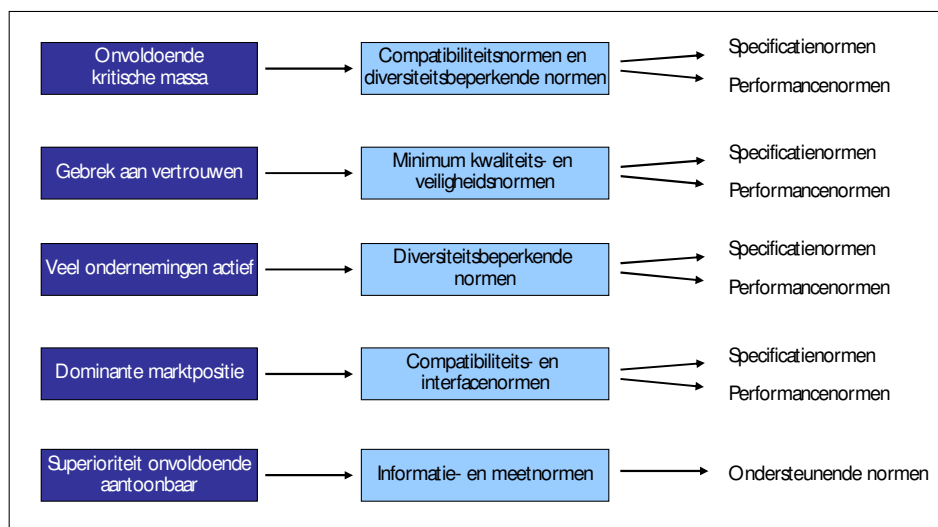 Onvoldoende
kritische massa
Compatibiliteitsnormen en
diversiteitsbeperkende normen
Specificatienormen
Performancenormen
Gebrek aan vertrouwen
Minimum kwaliteits- en
veiligheidsnormen
Specificatienormen
Performancenormen
Veel ondernemingen actief
Diversiteitsbeperkende
normen
Specificatienormen
Performancenormen
Dominante marktpositie
Compatibiliteits- en
interfacenormen
Specificatienormen
Performancenormen
Superioriteit onvoldoende
aantoonbaar
Informatie- en meetnormen
Ondersteunende normen